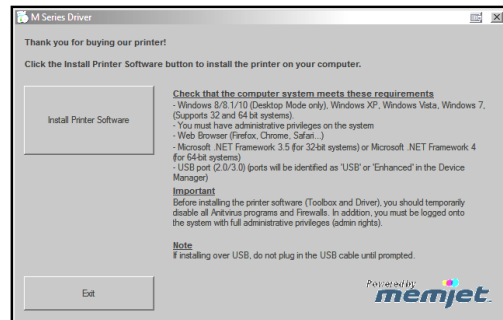 M Series Driver
Thank you for buying our printer!
Click the Install Printer Software button to install the printer on your computer.
Install Printer Software
Check that the computer system meets these requirements
- Windows 8/8.1/10 (Desktop Mode only), Windows XP, Windows Vista, Windows 7,
(Supports 32 and 64 bit systems).
- You must have administrative privileges on the system
- Web Browser (Firefox, Chrome, Safari...)
- Microsoft .NET Framework 3.5 (for 32-bit systems) or Microsoft .NET Framework 4
(for 64-bit systems)
- USB port (2.0/3.0) (ports will be identified as 'USB' or 'Enhanced' in the Device
Manager)
Important
Before installing the printer software (Toolbox and Driver), you should temporarily
disable all Anitvirus programs and Firewalls. In addition, you must be logged onto
the system with full administrative privileges (admin rights).
Note
If installing over USB, do not plug in the USB cable until prompted.
Exit
Powered by
memjet.